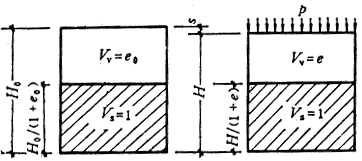 H₀
H₀/(1+e₀)
Vᵥ=e₀
Vₛ=1
s
H
H/(1+e)
p
Vᵥ=e
Vₛ=1